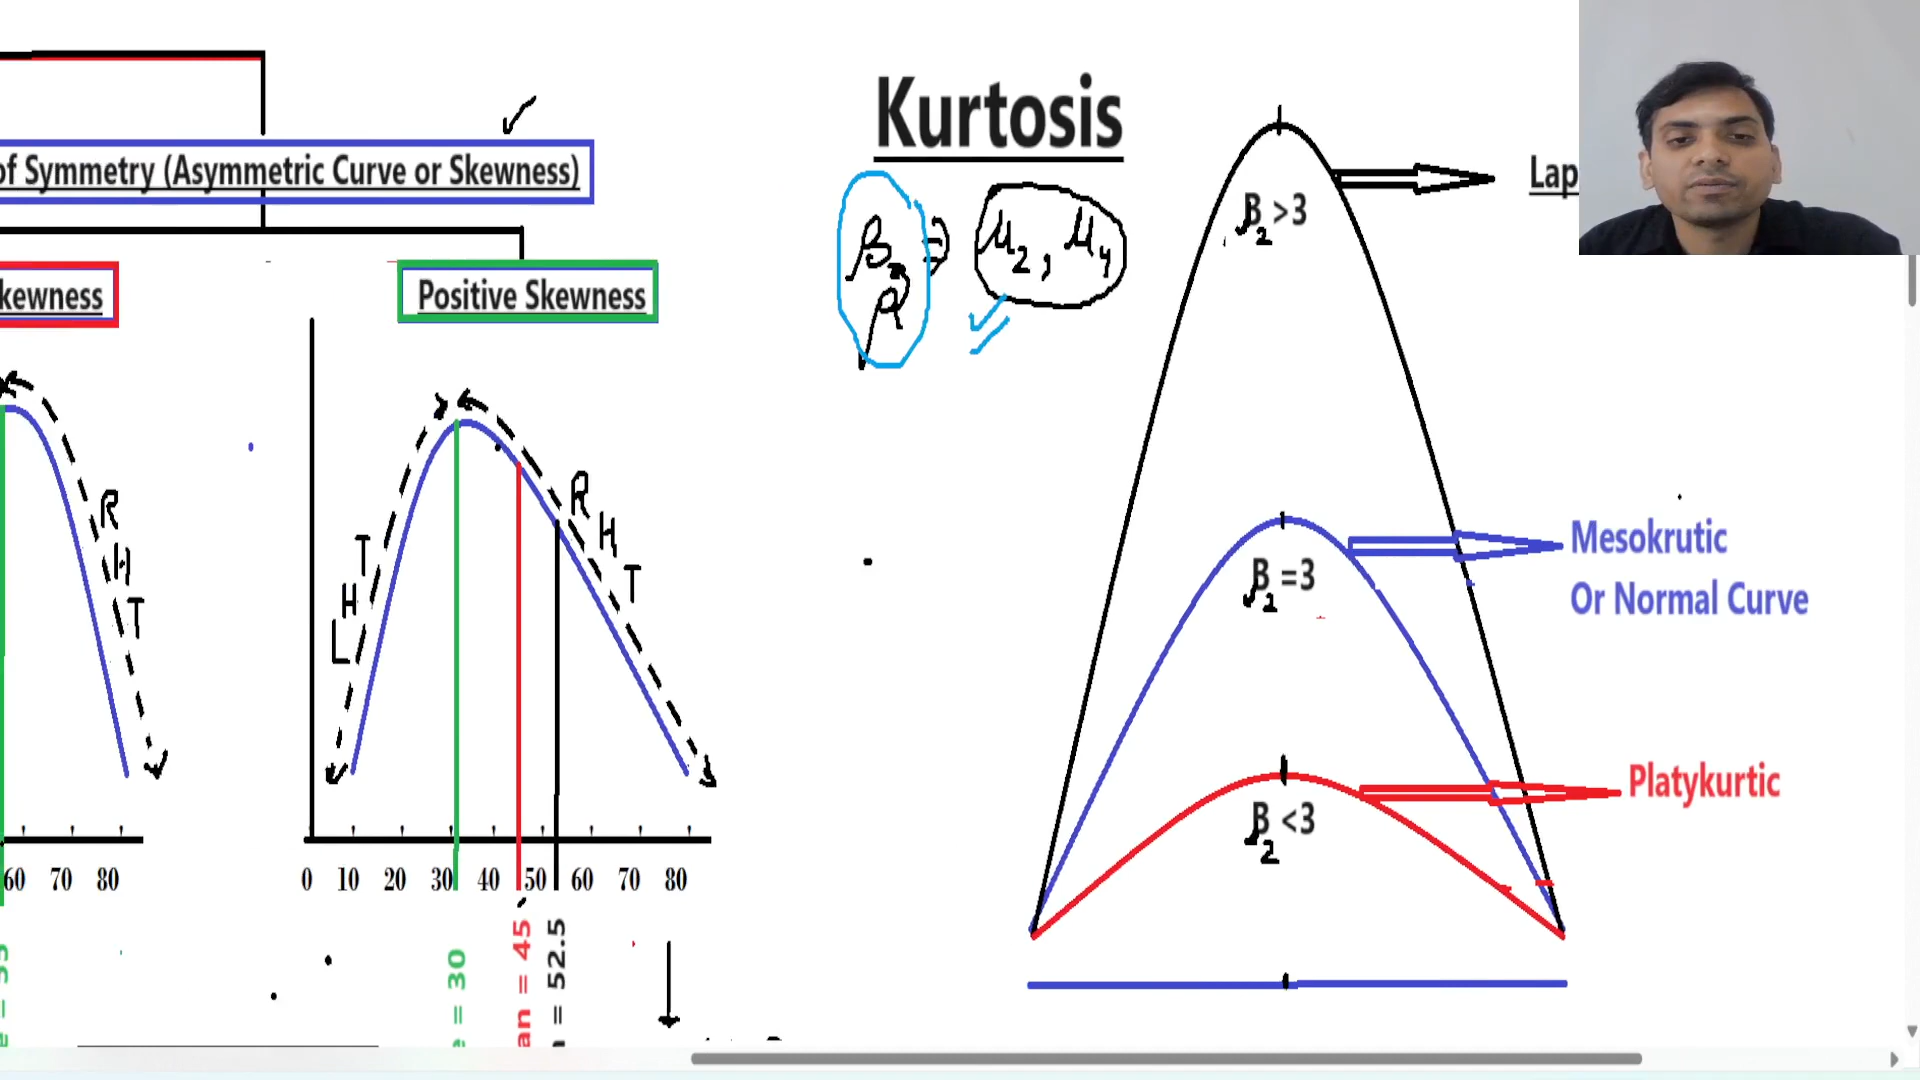 of Symmetry (Asymmetric Curve or Skewness)
kewness
Positive Skewness
R
H
T
L
H
T
R
H
T
60 70 80
0 10 20 30 40 50 60 70 80
e = 30
an = 45
= 52.5
Kurtosis
β₂ ⇒ μ₂, μ₄
β₂ >3
Lap
β₂ =3
Mesokrutic
Or Normal Curve
β₂ <3
Platykurtic